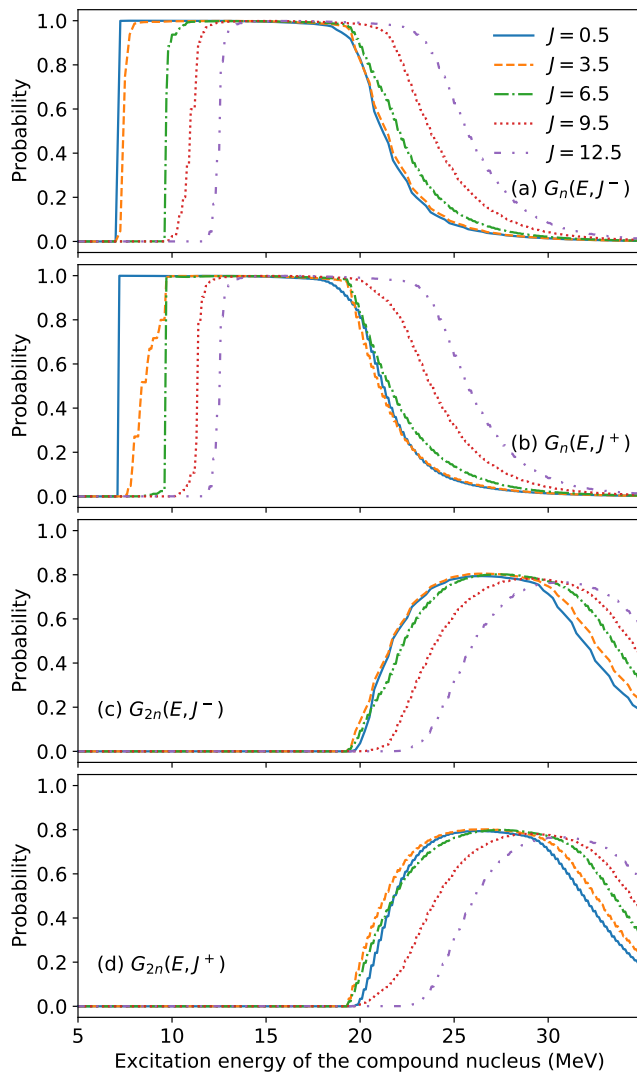 1.0
0.8
0.6
0.4
0.2
0.0
Probability
J = 0.5
J = 3.5
J = 6.5
J = 9.5
J = 12.5
(a) Gₙ(E, J⁻)
1.0
0.8
0.6
0.4
0.2
0.0
Probability
(b) Gₙ(E, J⁺)
1.0
0.8
0.6
0.4
0.2
0.0
Probability
(c) G₂ₙ(E, J⁻)
1.0
0.8
0.6
0.4
0.2
0.0
Probability
(d) G₂ₙ(E, J⁺)
5 10 15 20 25 30
Excitation energy of the compound nucleus (MeV)